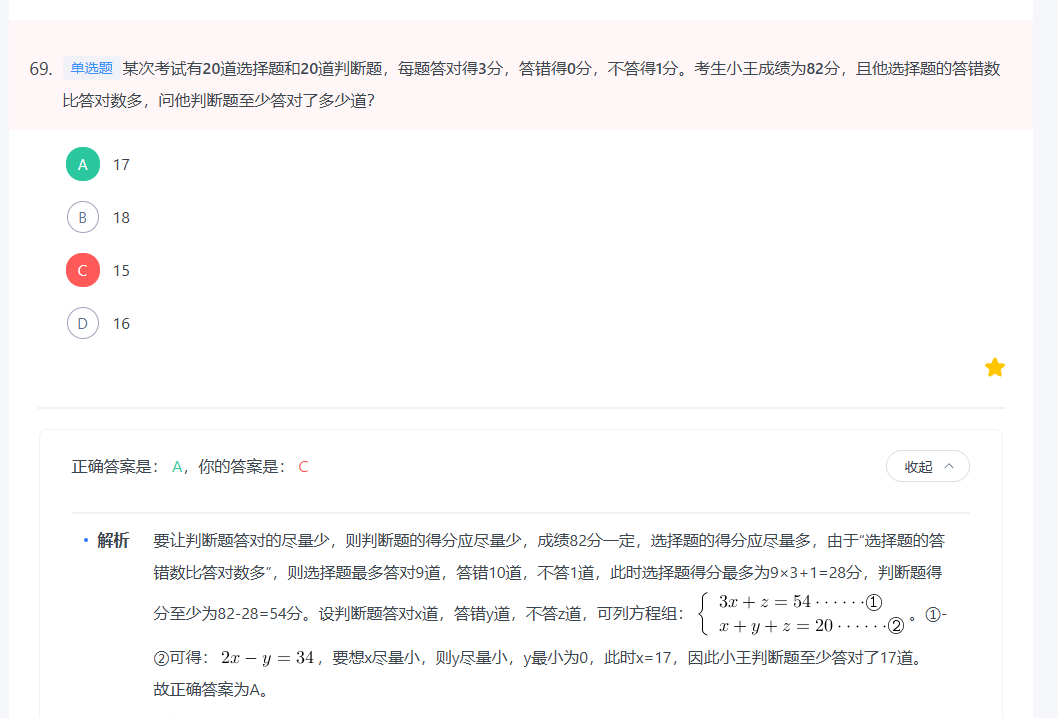 69. 单选题 某次考试有20道选择题和20道判断题，每题答对得3分，答错得0分，不答得1分。考生小王成绩为82分，且他选择题的答错数
比答对数多，问他判断题至少答对了多少道？
A 17
B 18
C 15
D 16
正确答案是： A，你的答案是： C
收起
• 解析 要让判断题答对的尽量少，则判断题的得分应尽量少，成绩82分一定，选择题的得分应尽量多，由于“选择题的答
错数比答对数多”，则选择题最多答对9道，答错10道，不答1道，此时选择题得分最多为9×3+1=28分，判断题得
分至少为82-28=54分。设判断题答对x道，答错y道，不答z道，可列方程组： { 3x + z = 54 · · · · · ·① x + y + z = 20 · · · · · ·② 。①-
②可得： 2x − y = 34，要想x尽量小，则y尽量小，y最小为0，此时x=17，因此小王判断题至少答对了17道。
故正确答案为A。